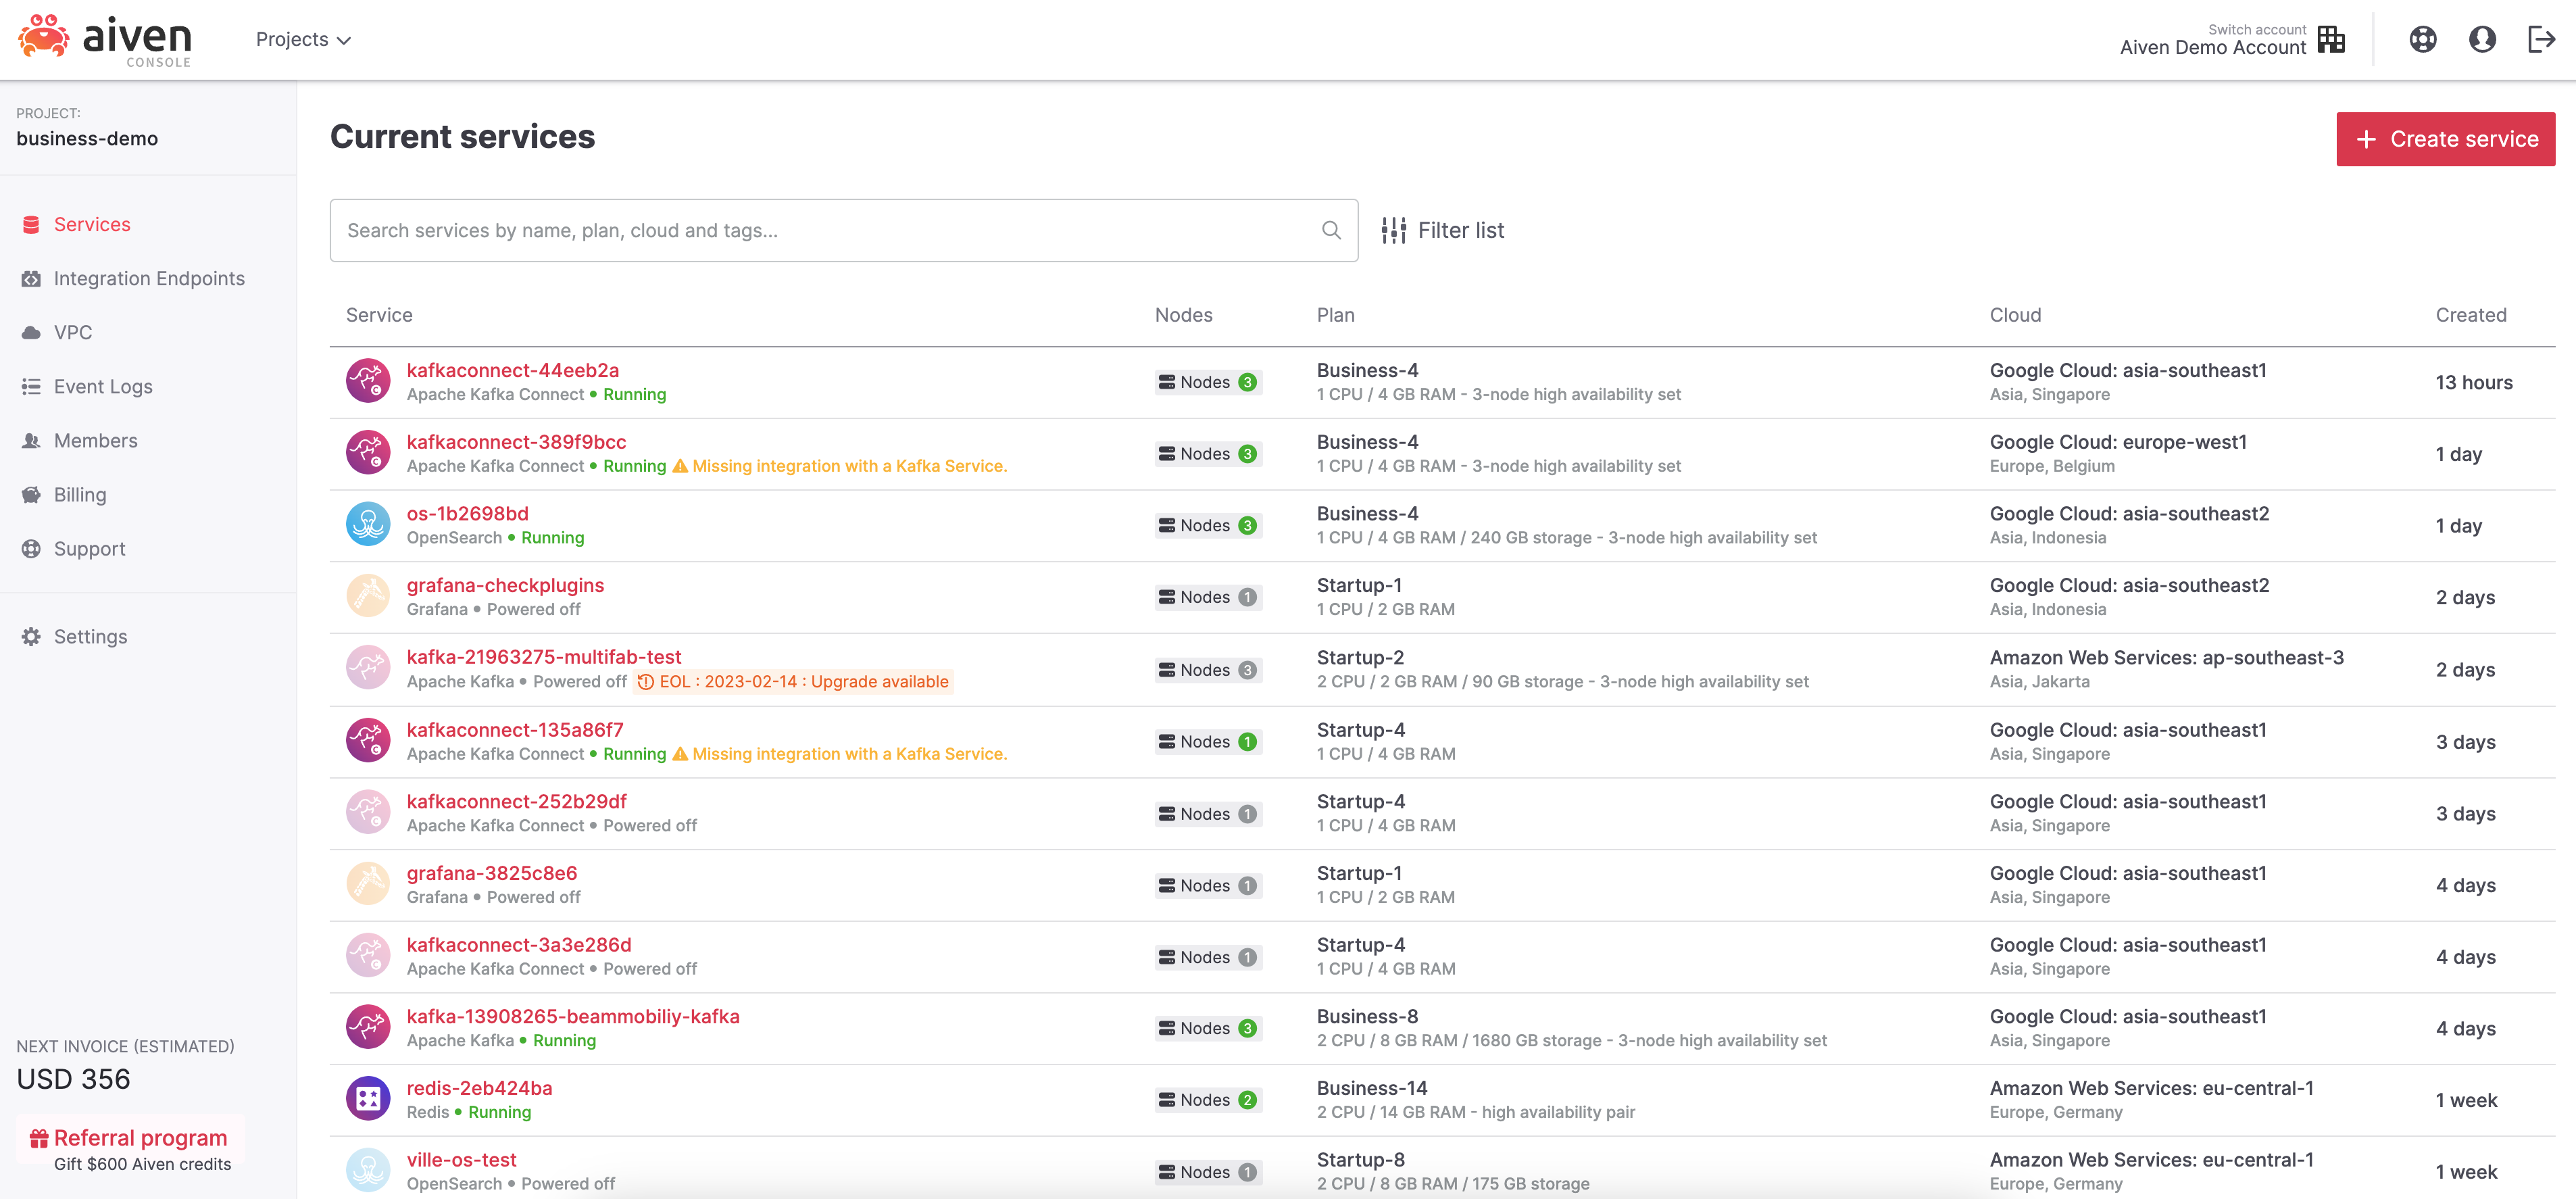 aiven
CONSOLE
Projects
Switch account
Aiven Demo Account
PROJECT:
business-demo
Services
Integration Endpoints
VPC
Event Logs
Members
Billing
Support
Settings
NEXT INVOICE (ESTIMATED)
USD 356
Referral program
Gift $600 Aiven credits
Current services
+ Create service
Search services by name, plan, cloud and tags...
Filter list
Service Nodes Plan Cloud Created
kafkaconnect-44eeb2a
Apache Kafka Connect • Running
Nodes 3
Business-4
1 CPU / 4 GB RAM - 3-node high availability set
Google Cloud: asia-southeast1
Asia, Singapore
13 hours
kafkaconnect-389f9bcc
Apache Kafka Connect • Running Missing integration with a Kafka Service.
Nodes 3
Business-4
1 CPU / 4 GB RAM - 3-node high availability set
Google Cloud: europe-west1
Europe, Belgium
1 day
os-1b2698bd
OpenSearch • Running
Nodes 3
Business-4
1 CPU / 4 GB RAM / 240 GB storage - 3-node high availability set
Google Cloud: asia-southeast2
Asia, Indonesia
1 day
grafana-checkplugins
Grafana • Powered off
Nodes 1
Startup-1
1 CPU / 2 GB RAM
Google Cloud: asia-southeast2
Asia, Indonesia
2 days
kafka-21963275-multifab-test
Apache Kafka • Powered off EOL : 2023-02-14 : Upgrade available
Nodes 3
Startup-2
2 CPU / 2 GB RAM / 90 GB storage - 3-node high availability set
Amazon Web Services: ap-southeast-3
Asia, Jakarta
2 days
kafkaconnect-135a86f7
Apache Kafka Connect • Running Missing integration with a Kafka Service.
Nodes 1
Startup-4
1 CPU / 4 GB RAM
Google Cloud: asia-southeast1
Asia, Singapore
3 days
kafkaconnect-252b29df
Apache Kafka Connect • Powered off
Nodes 1
Startup-4
1 CPU / 4 GB RAM
Google Cloud: asia-southeast1
Asia, Singapore
3 days
grafana-3825c8e6
Grafana • Powered off
Nodes 1
Startup-1
1 CPU / 2 GB RAM
Google Cloud: asia-southeast1
Asia, Singapore
4 days
kafkaconnect-3a3e286d
Apache Kafka Connect • Powered off
Nodes 1
Startup-4
1 CPU / 4 GB RAM
Google Cloud: asia-southeast1
Asia, Singapore
4 days
kafka-13908265-beammobiliy-kafka
Apache Kafka • Running
Nodes 3
Business-8
2 CPU / 8 GB RAM / 1680 GB storage - 3-node high availability set
Google Cloud: asia-southeast1
Asia, Singapore
4 days
redis-2eb424ba
Redis • Running
Nodes 2
Business-14
2 CPU / 14 GB RAM - high availability pair
Amazon Web Services: eu-central-1
Europe, Germany
1 week
ville-os-test
OpenSearch • Powered off
Nodes 1
Startup-8
2 CPU / 8 GB RAM / 175 GB storage
Amazon Web Services: eu-central-1
Europe, Germany
1 week